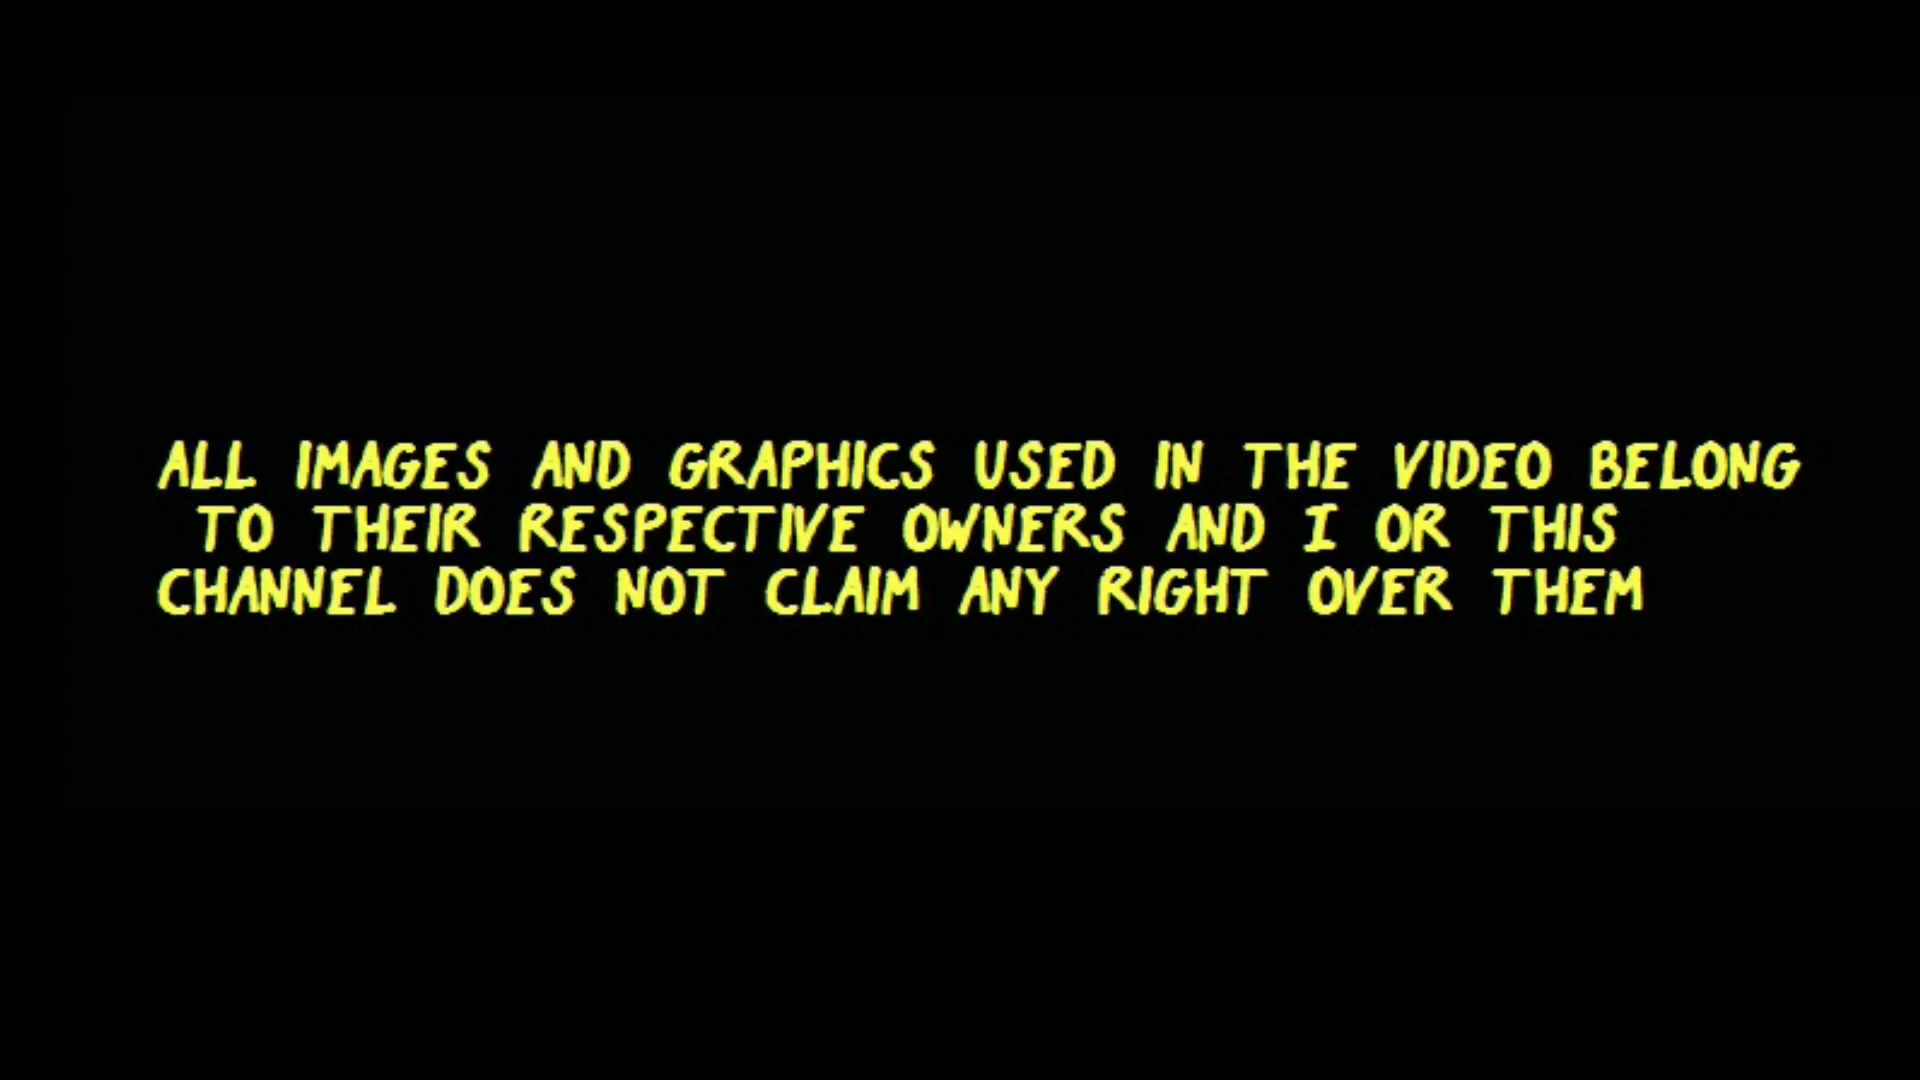 ALL IMAGES AND GRAPHICS USED IN THE VIDEO BELONG
TO THEIR RESPECTIVE OWNERS AND I OR THIS
CHANNEL DOES NOT CLAIM ANY RIGHT OVER THEM